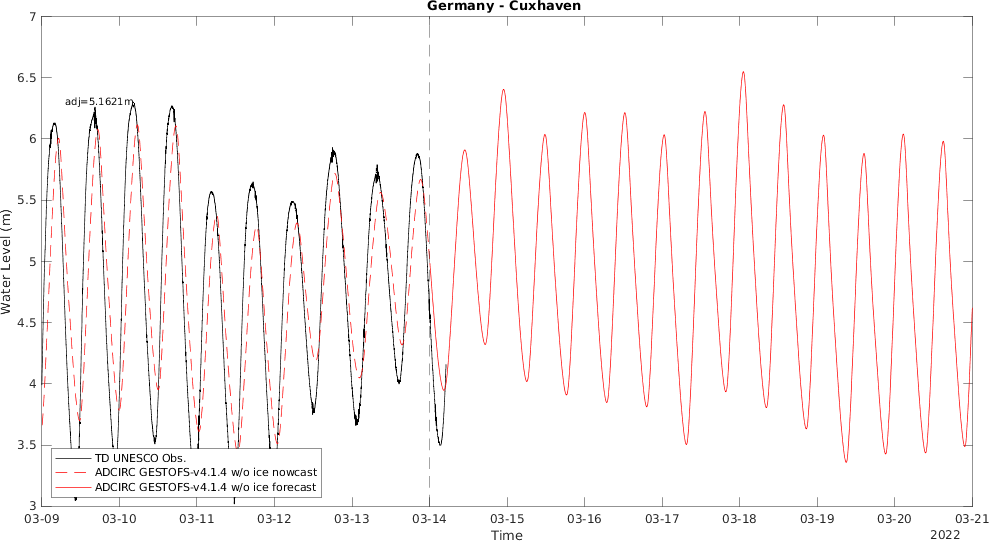 Germany - Cuxhaven
7
6.5
6
5.5
5
4.5
4
3.5
3
Water Level (m)
adj=5.1621m
TD UNESCO Obs.
ADCIRC GESTOFS-v4.1.4 w/o ice nowcast
ADCIRC GESTOFS-v4.1.4 w/o ice forecast
03-09 03-10 03-11 03-12 03-13 03-14 03-15 03-16 03-17 03-18 03-19 03-20 03-21
Time
2022